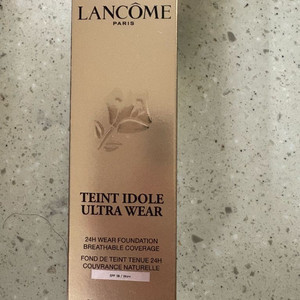 LANCÔME
PARIS
TEINT IDOLE
ULTRA WEAR
24H WEAR FOUNDATION
BREATHABLE COVERAGE
FOND DE TEINT TENUE 24H
COUVRANCE NATURELLE